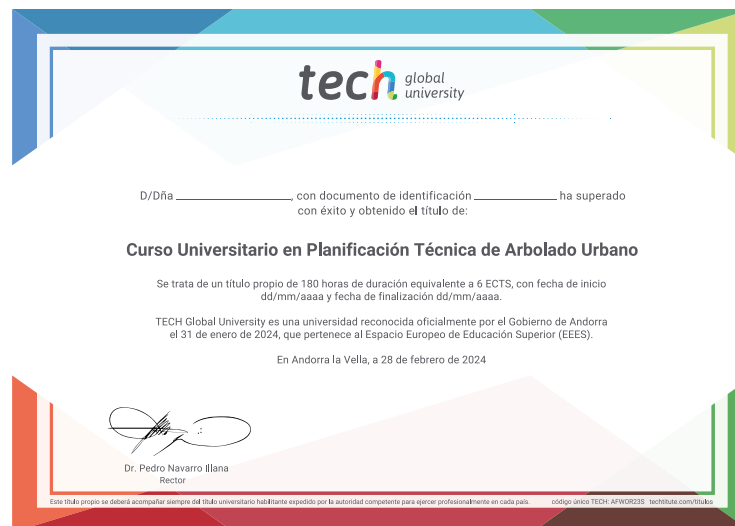 tech global university
D/Dña ____________________, con documento de identificación ______________ ha superado
con éxito y obtenido el título de:
Curso Universitario en Planificación Técnica de Arbolado Urbano
Se trata de un título propio de 180 horas de duración equivalente a 6 ECTS, con fecha de inicio
dd/mm/aaaa y fecha de finalización dd/mm/aaaa.
TECH Global University es una universidad reconocida oficialmente por el Gobierno de Andorra
el 31 de enero de 2024, que pertenece al Espacio Europeo de Educación Superior (EEES).
En Andorra la Vella, a 28 de febrero de 2024
Dr. Pedro Navarro Illana
Rector
Este título propio se deberá acompañar siempre del título universitario habilitante expedido por la autoridad competente para ejercer profesionalmente en cada país. código único TECH: AFWOR23S techtitute.com/titulos